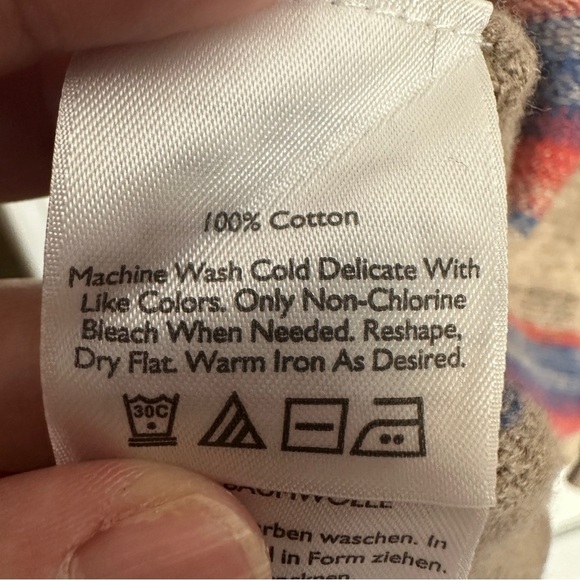 100% Cotton
Machine Wash Cold Delicate With
Like Colors. Only Non-Chlorine
Bleach When Needed. Reshape,
Dry Flat. Warm Iron As Desired.
30C
BAUMWOLLE
waschen. In
in Form ziehen.